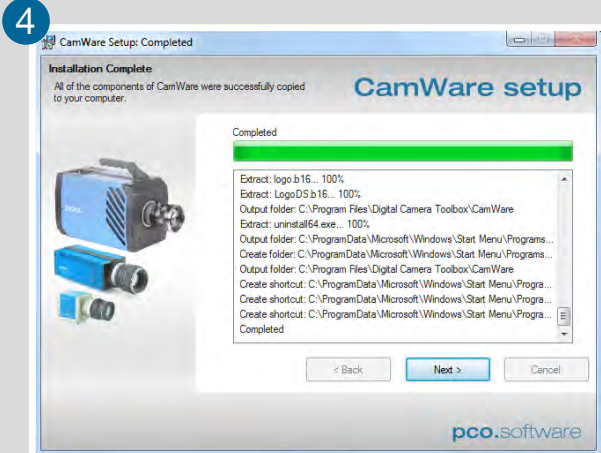 4
CamWare Setup: Completed
Installation Complete
All of the components of CamWare were successfully copied
to your computer.
CamWare setup
Completed
Extract: logo.b16... 100%
Extract: LogoDS.b16... 100%
Output folder: C:\Program Files\Digital Camera Toolbox\CamWare
Extract: uninstall64.exe... 100%
Output folder: C:\ProgramData\Microsoft\Windows\Start Menu\Programs...
Create folder: C:\ProgramData\Microsoft\Windows\Start Menu\Programs...
Output folder: C:\Program Files\Digital Camera Toolbox\CamWare
Create shortcut: C:\ProgramData\Microsoft\Windows\Start Menu\Progra...
Create shortcut: C:\ProgramData\Microsoft\Windows\Start Menu\Progra...
Create shortcut: C:\ProgramData\Microsoft\Windows\Start Menu\Progra...
Completed
< Back
Next >
Cancel
pco.software